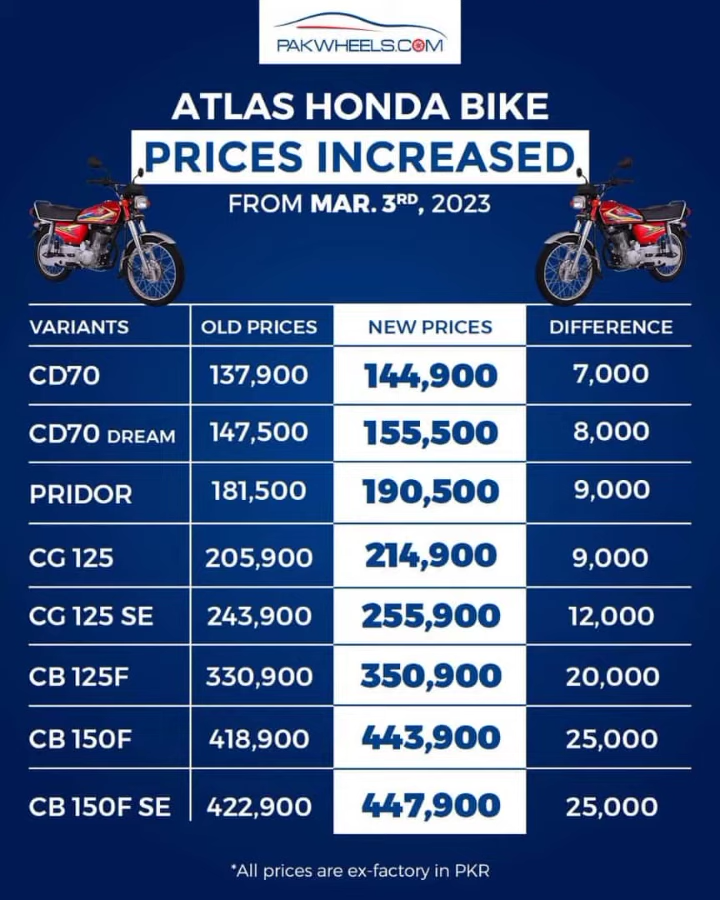 PAKWHEELS.COM
ATLAS HONDA BIKE
PRICES INCREASED
FROM MAR. 3RD, 2023
VARIANTS OLD PRICES NEW PRICES DIFFERENCE
CD70 137,900 144,900 7,000
CD70 DREAM 147,500 155,500 8,000
PRIDOR 181,500 190,500 9,000
CG 125 205,900 214,900 9,000
CG 125 SE 243,900 255,900 12,000
CB 125F 330,900 350,900 20,000
CB 150F 418,900 443,900 25,000
CB 150F SE 422,900 447,900 25,000
*All prices are ex-factory in PKR